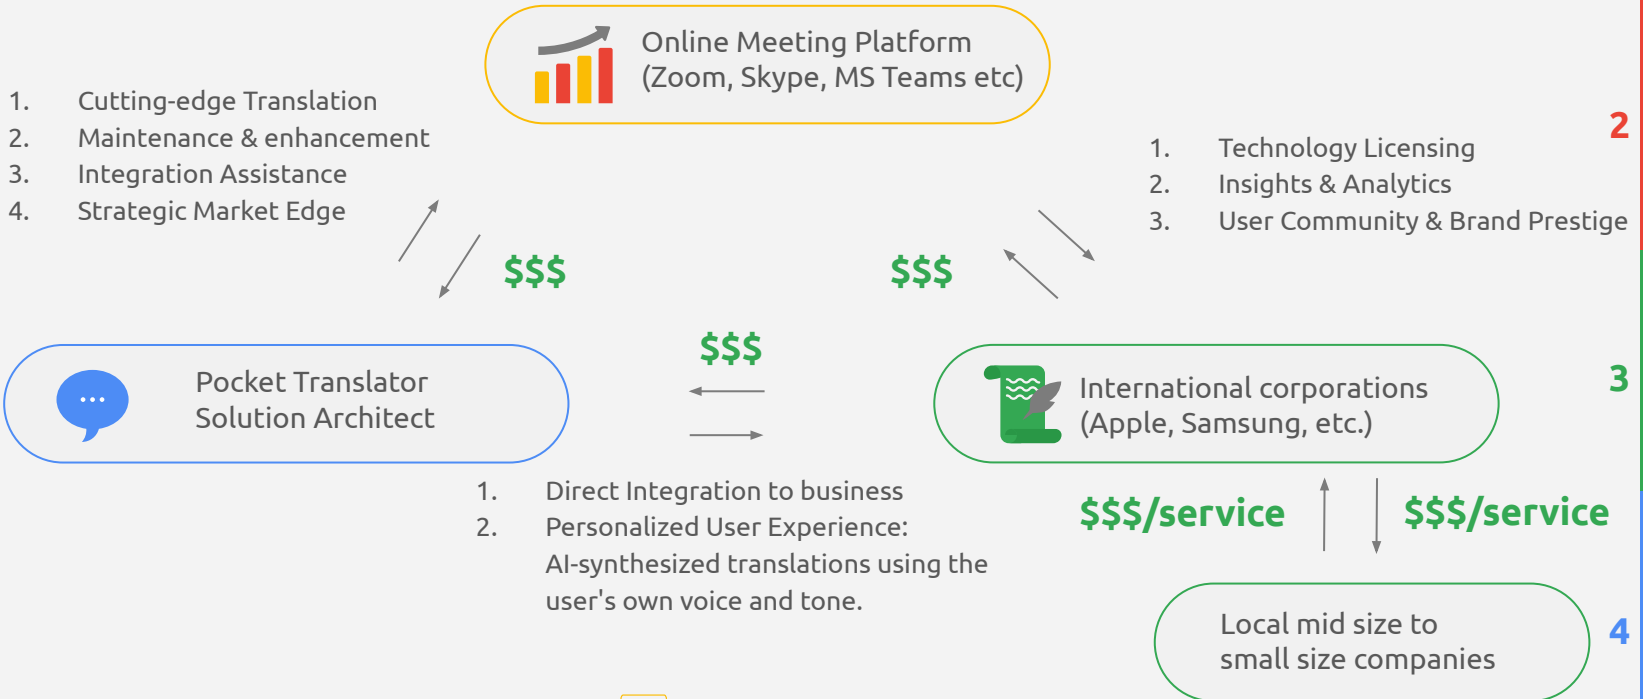 Online Meeting Platform
(Zoom, Skype, MS Teams etc)
1. Cutting-edge Translation
2. Maintenance & enhancement
3. Integration Assistance
4. Strategic Market Edge
2
1. Technology Licensing
2. Insights & Analytics
3. User Community & Brand Prestige
$$$
$$$
$$$
Pocket Translator
Solution Architect
International corporations
(Apple, Samsung, etc.)
3
1. Direct Integration to business
2. Personalized User Experience:
AI-synthesized translations using the
user's own voice and tone.
$$$/service
$$$/service
Local mid size to
small size companies
4